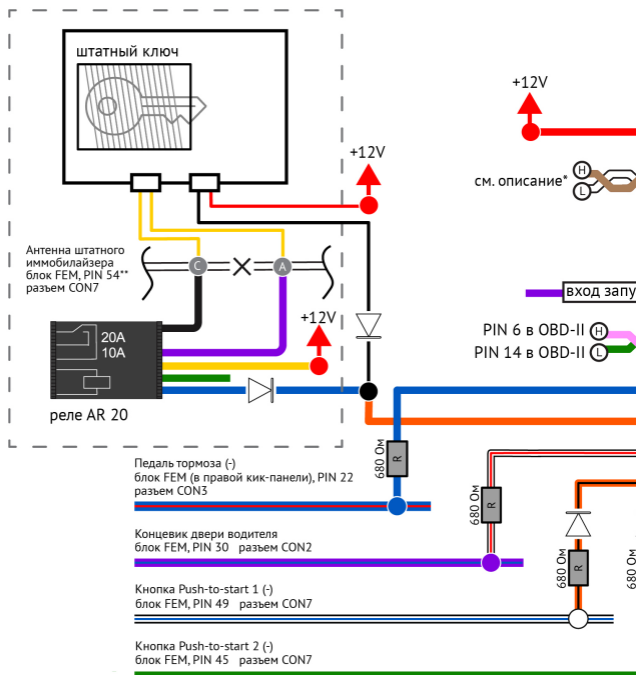 штатный ключ
+12V
+12V
см. описание*
H
L
Антенна штатного
иммобилайзера
блок FEM, PIN 54**
разъем CON7
C
A
вход запу
+12V
20A
10A
PIN 6 в OBD-II
H
PIN 14 в OBD-II
L
реле AR 20
680 Ом
R
Педаль тормоза (-)
блок FEM (в правой кик-панели), PIN 22
разъем CON3
680 Ом
R
Концевик двери водителя
блок FEM, PIN 30 разъем CON2
680 Ом
R
680 Ом
Кнопка Push-to-start 1 (-)
блок FEM, PIN 49 разъем CON7
Кнопка Push-to-start 2 (-)
блок FEM, PIN 45 разъем CON7